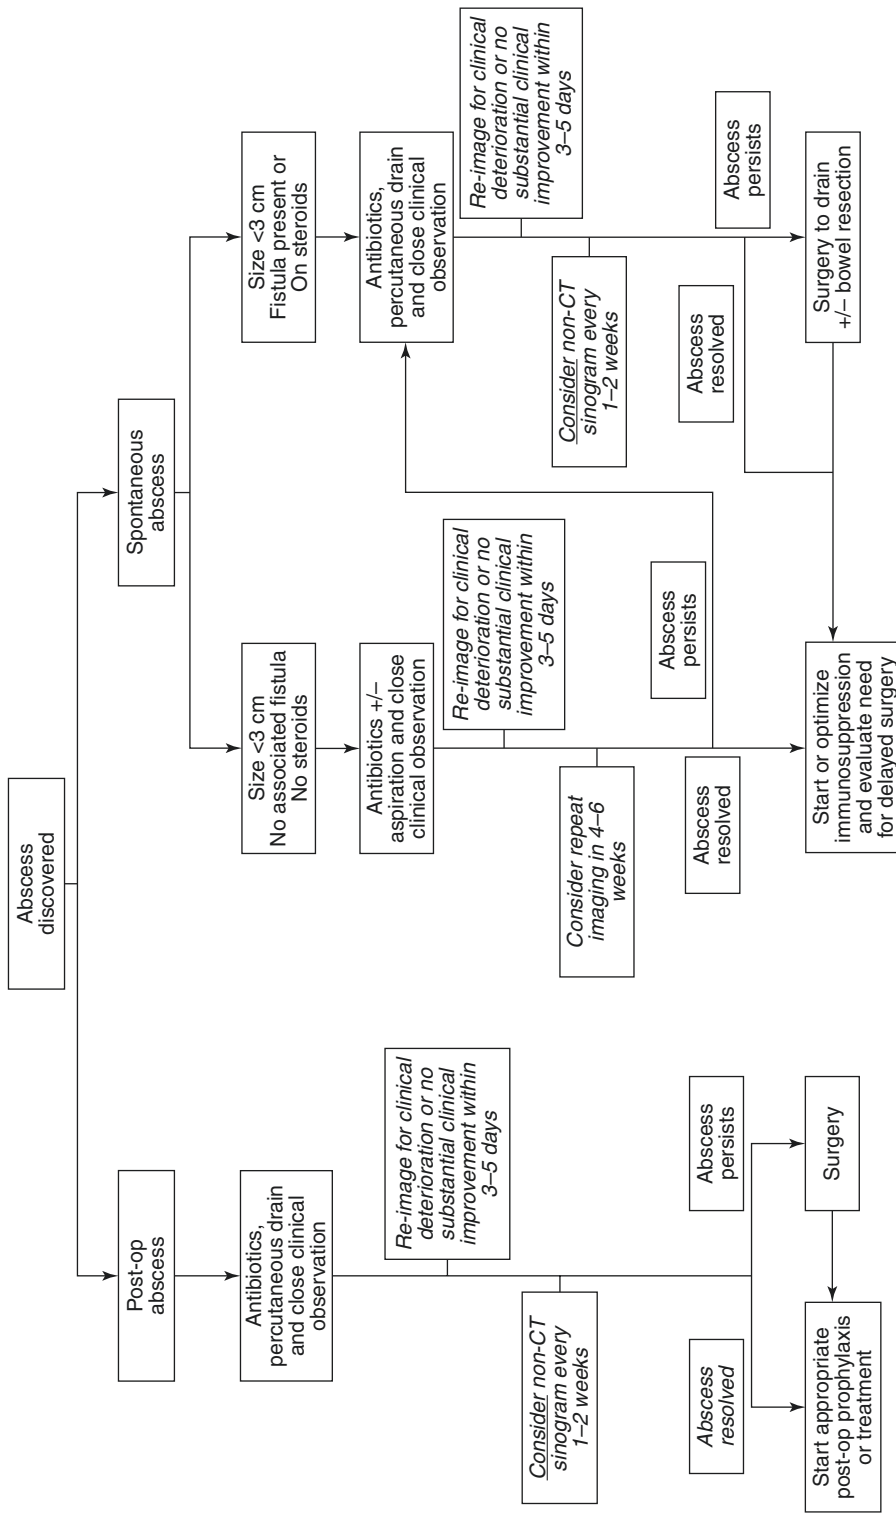 Abscess
discovered
Post-op
abscess
Spontaneous
abscess
Antibiotics,
percutaneous drain
and close clinical
observation
Size <3 cm
No associated fistula
No steroids
Size <3 cm
Fistula present or
On steroids
Antibiotics +/–
aspiration and close
clinical observation
Antibiotics,
percutaneous drain
and close clinical
observation
Re-image for clinical
deterioration or no
substantial clinical
improvement within
3–5 days
Re-image for clinical
deterioration or no
substantial clinical
improvement within
3–5 days
Re-image for clinical
deterioration or no
substantial clinical
improvement within
3–5 days
Consider non-CT
sinogram every
1–2 weeks
Consider repeat
imaging in 4–6
weeks
Consider non-CT
sinogram every
1–2 weeks
Abscess
resolved
Abscess
persists
Abscess
resolved
Abscess
persists
Abscess
resolved
Abscess
persists
Start appropriate
post-op prophylaxis
or treatment
Surgery
Start or optimize
immunosuppression
and evaluate need
for delayed surgery
Surgery to drain
+/– bowel resection